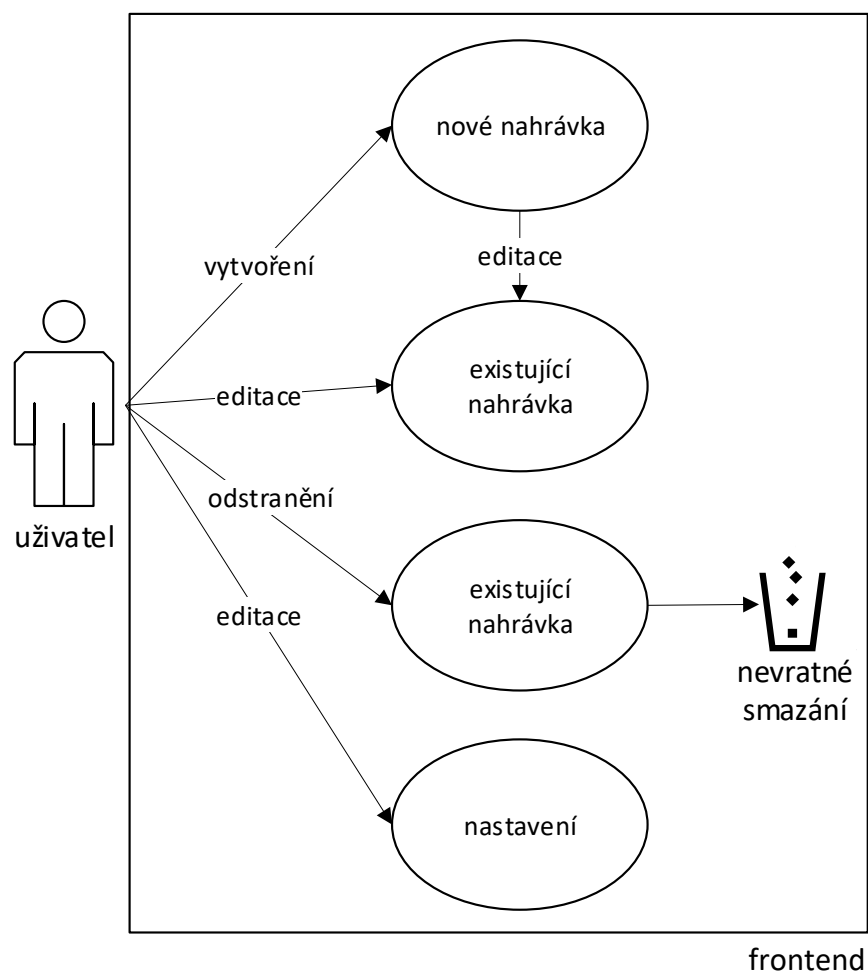 nové nahrávka
vytvoření
editace
existující
nahrávka
editace
odstranění
uživatel
existující
nahrávka
editace
nevratné
smazání
nastavení
frontend